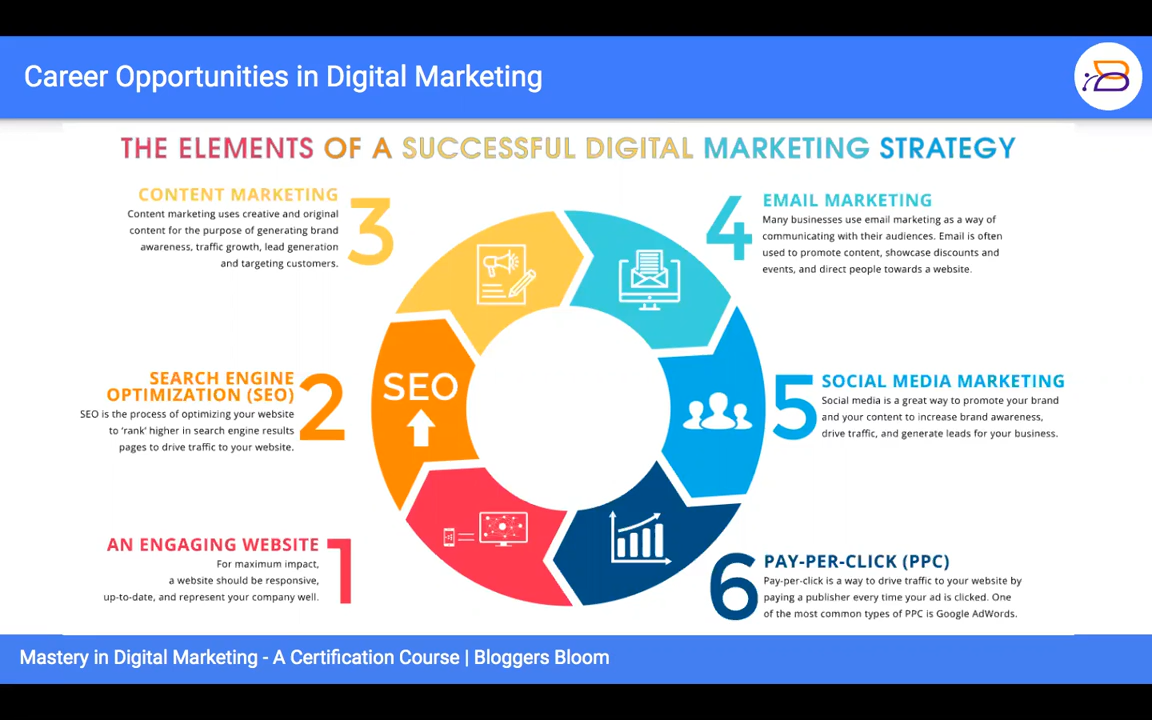 Career Opportunities in Digital Marketing
THE ELEMENTS OF A SUCCESSFUL DIGITAL MARKETING STRATEGY
CONTENT MARKETING
Content marketing uses creative and original
content for the purpose of generating brand
awareness, traffic growth, lead generation
and targeting customers.
3
4
EMAIL MARKETING
Many businesses use email marketing as a way of
communicating with their audiences. Email is often
used to promote content, showcase discounts and
events, and direct people towards a website.
SEARCH ENGINE
OPTIMIZATION (SEO)
SEO is the process of optimizing your website
to ‘rank’ higher in search engine results
pages to drive traffic to your website.
2
SEO
5
SOCIAL MEDIA MARKETING
Social media is a great way to promote your brand
and your content to increase brand awareness,
drive traffic, and generate leads for your business.
AN ENGAGING WEBSITE
For maximum impact,
a website should be responsive,
up-to-date, and represent your company well.
1
6
PAY-PER-CLICK (PPC)
Pay-per-click is a way to drive traffic to your website by
paying a publisher every time your ad is clicked. One
of the most common types of PPC is Google AdWords.
Mastery in Digital Marketing - A Certification Course | Bloggers Bloom